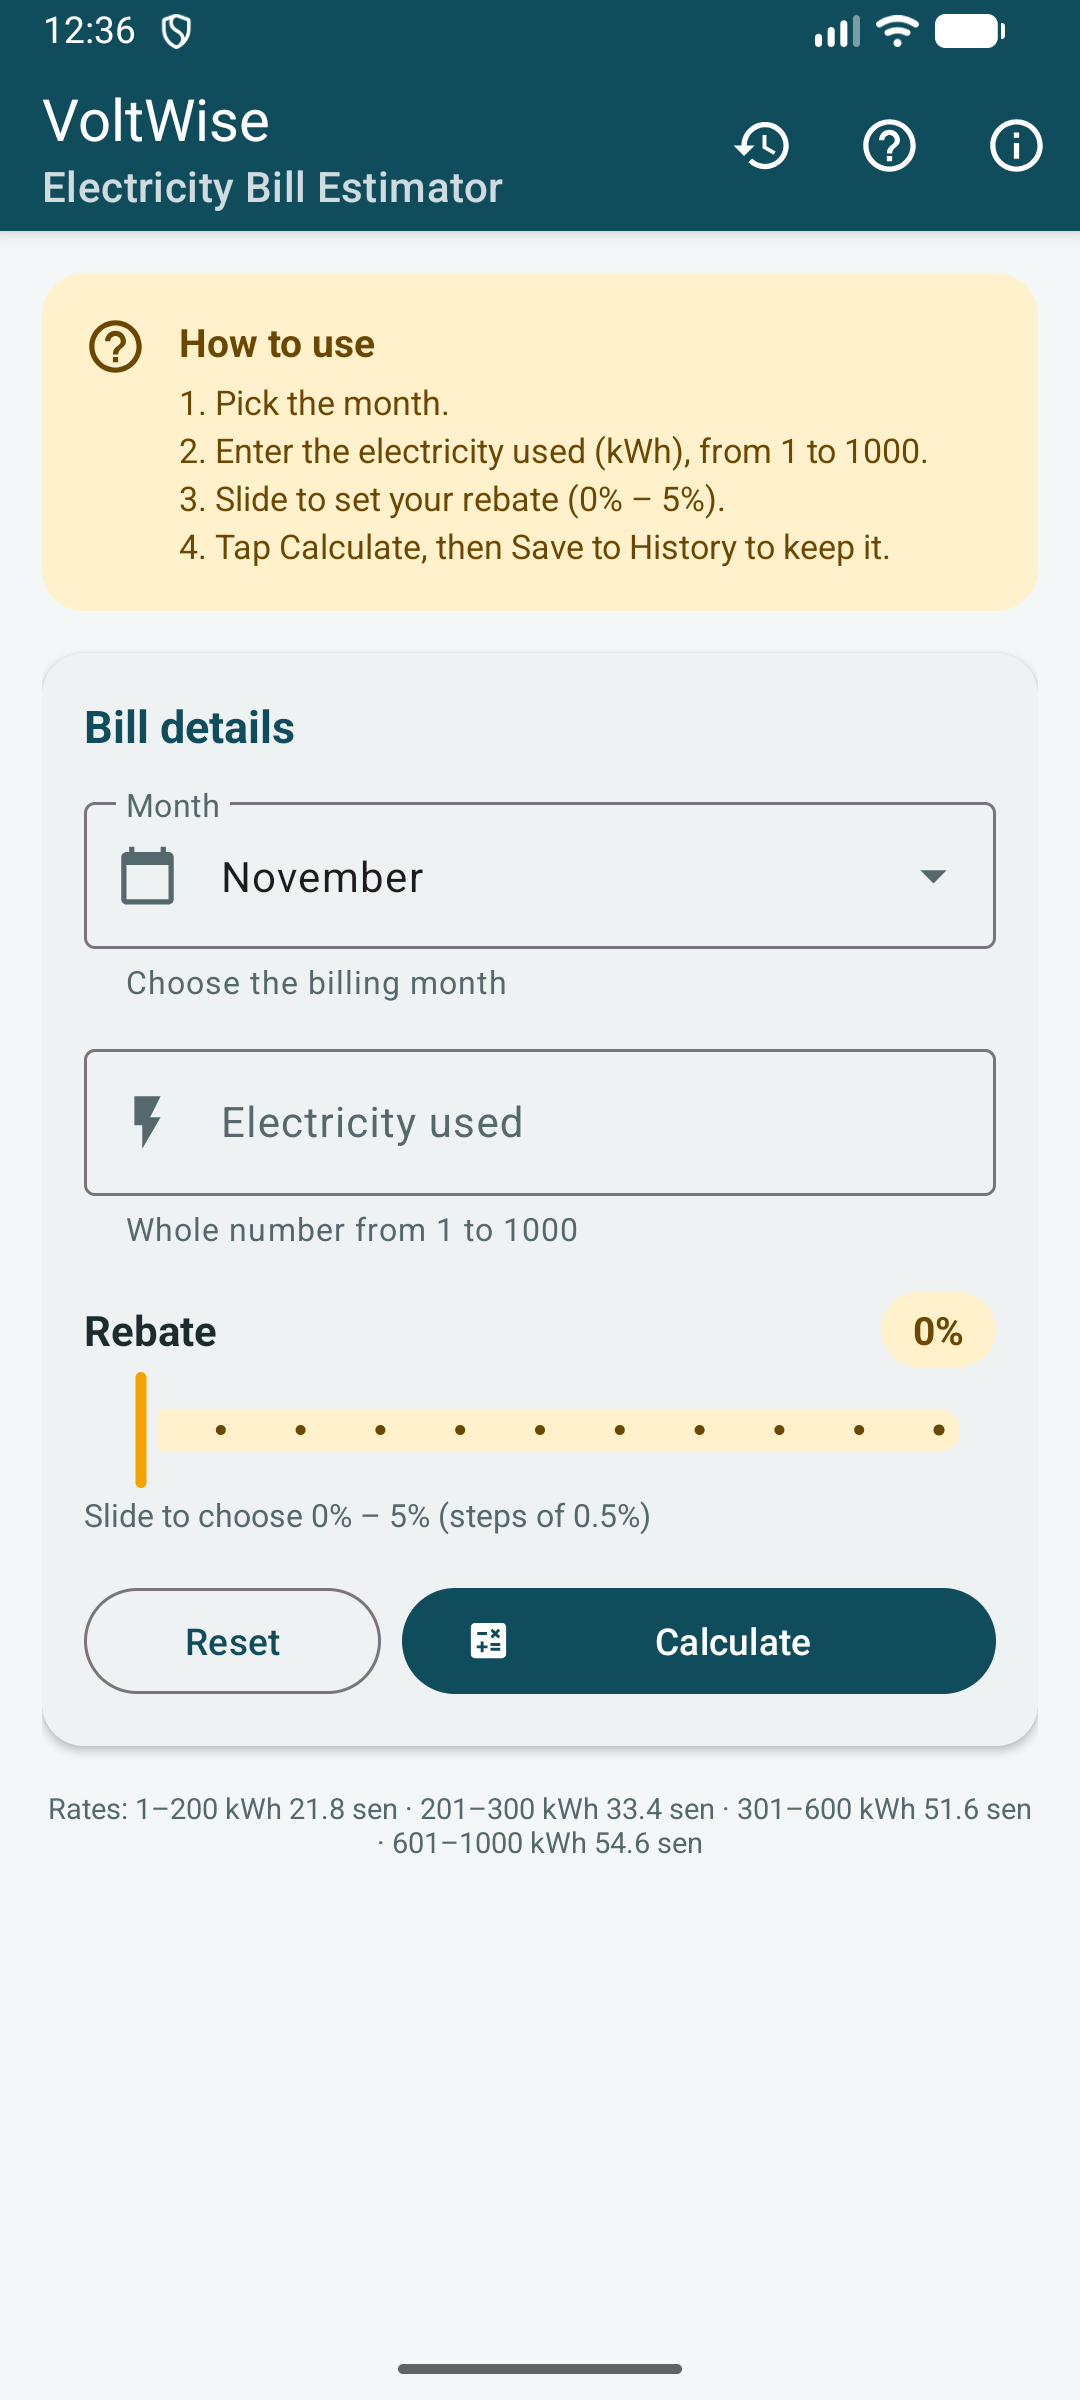 12:36
VoltWise
Electricity Bill Estimator
How to use
1. Pick the month.
2. Enter the electricity used (kWh), from 1 to 1000.
3. Slide to set your rebate (0% – 5%).
4. Tap Calculate, then Save to History to keep it.
Bill details
Month
November
Choose the billing month
Electricity used
Whole number from 1 to 1000
Rebate
0%
Slide to choose 0% – 5% (steps of 0.5%)
Reset
Calculate
Rates: 1–200 kWh 21.8 sen · 201–300 kWh 33.4 sen · 301–600 kWh 51.6 sen
· 601–1000 kWh 54.6 sen